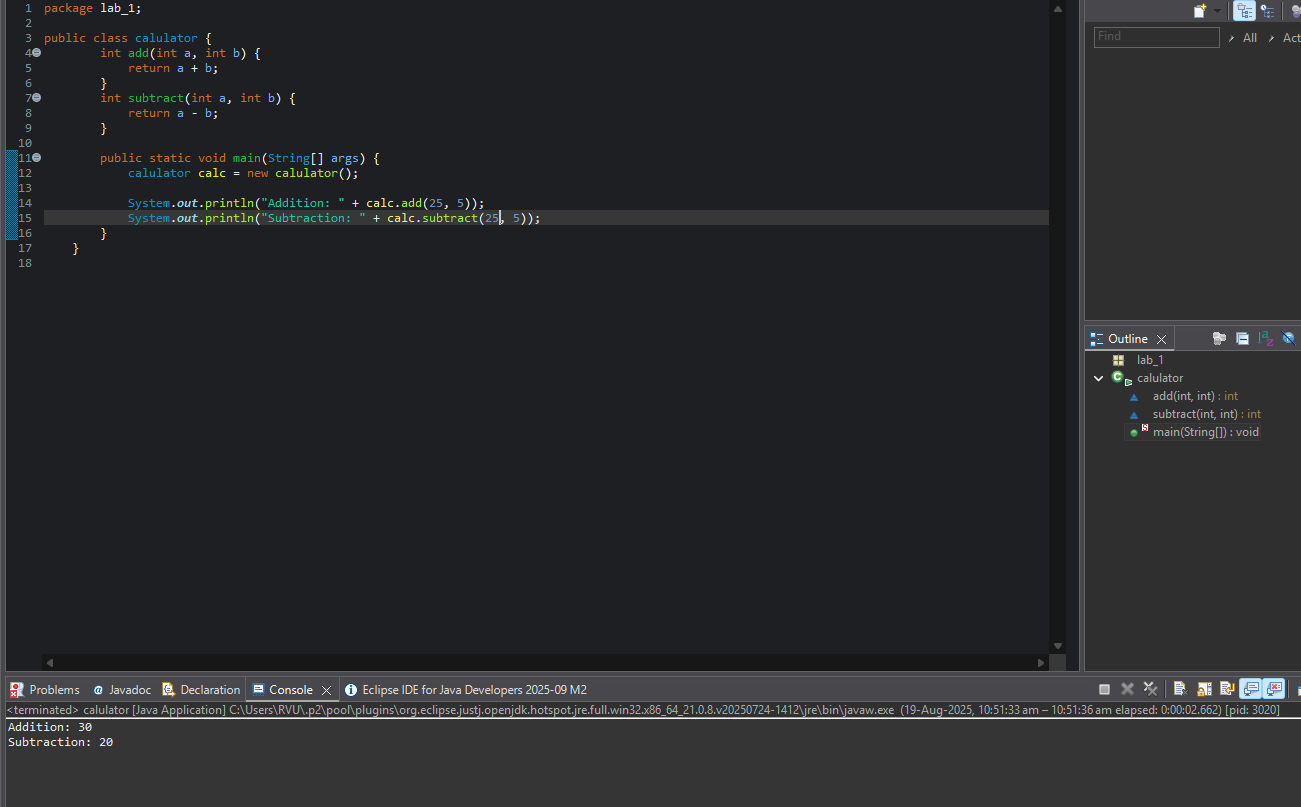 1 package lab_1;
2
3 public class calulator {
4 int add(int a, int b) {
5 return a + b;
6 }
7 int subtract(int a, int b) {
8 return a - b;
9 }
10
11 public static void main(String[] args) {
12 calulator calc = new calulator();
13
14 System.out.println("Addition: " + calc.add(25, 5));
15 System.out.println("Subtraction: " + calc.subtract(25, 5));
16 }
17 }
18
Find All Act
Outline
lab_1
calulator
add(int, int) : int
subtract(int, int) : int
main(String[]) : void
Problems Javadoc Declaration Console Eclipse IDE for Java Developers 2025-09 M2
<terminated> calulator [Java Application] C:\Users\RVU\.p2\pool\plugins\org.eclipse.justj.openjdk.hotspot.jre.full.win32.x86_64_21.0.8.v20250724-1412\jre\bin\javaw.exe (19-Aug-2025, 10:51:33 am – 10:51:36 am elapsed: 0:00:02.662) [pid: 3020]
Addition: 30
Subtraction: 20